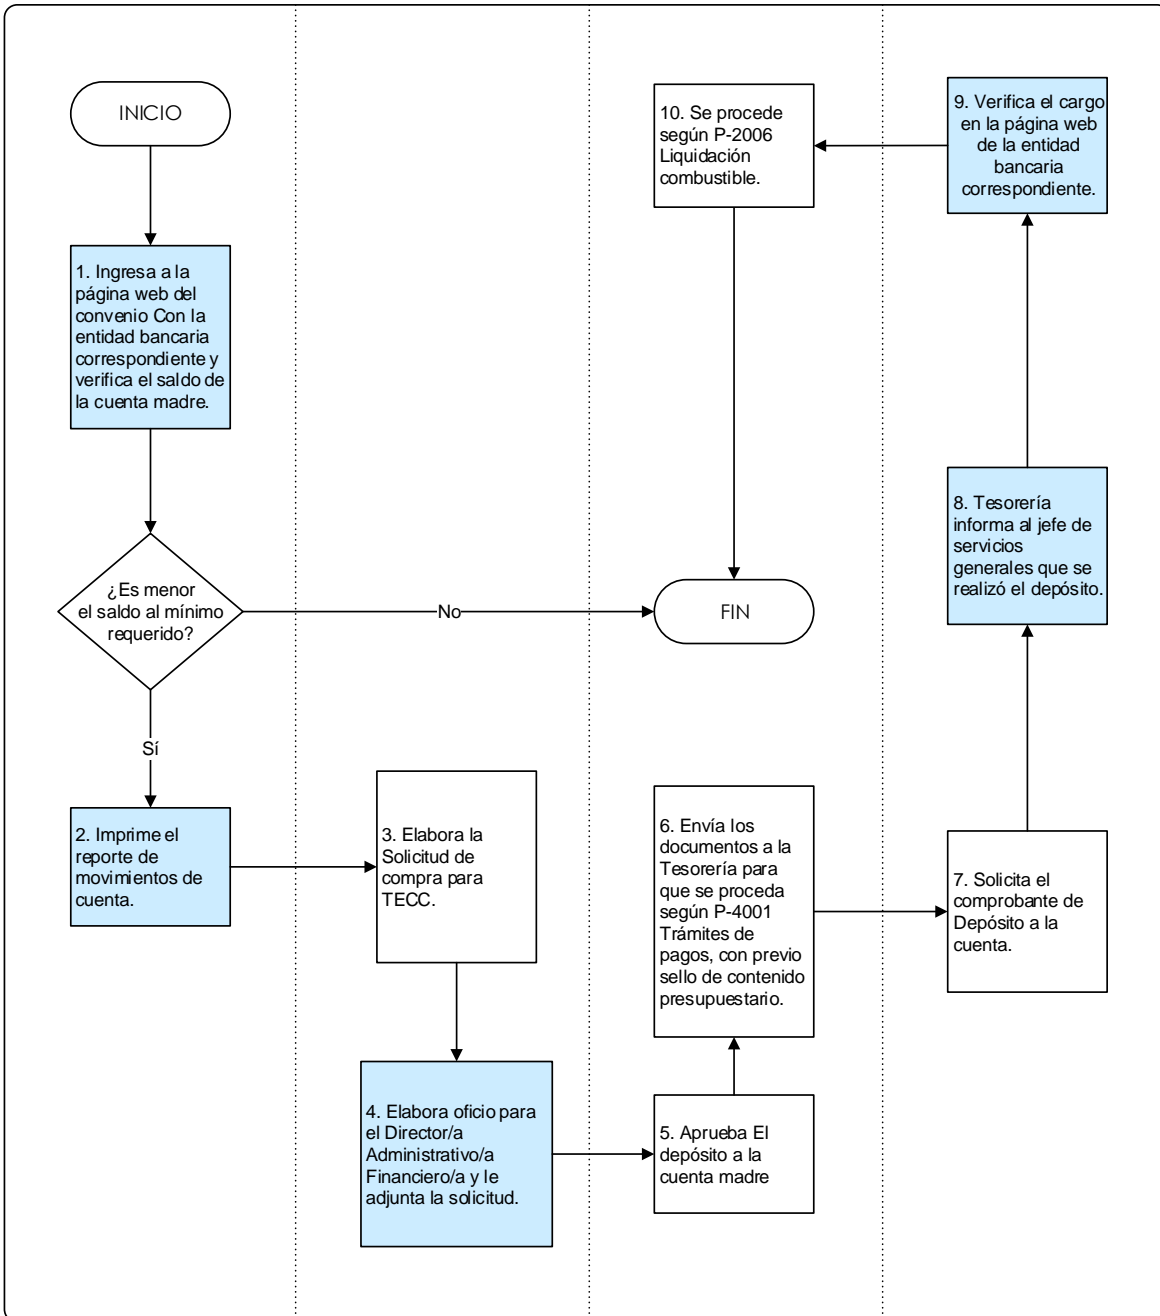 INICIO
1. Ingresa a la
página web del
convenio Con la
entidad bancaria
correspondiente y
verifica el saldo de
la cuenta madre.
¿Es menor
el saldo al mínimo
requerido?
No
Sí
2. Imprime el
reporte de
movimientos de
cuenta.
3. Elabora la
Solicitud de
compra para
TECC.
4. Elabora oficio para
el Director/a
Administrativo/a
Financiero/a y le
adjunta la solicitud.
5. Aprueba El
depósito a la
cuenta madre
6. Envía los
documentos a la
Tesorería para
que se proceda
según P-4001
Trámites de
pagos, con previo
sello de contenido
presupuestario.
7. Solicita el
comprobante de
Depósito a la
cuenta.
8. Tesorería
informa al jefe de
servicios
generales que se
realizó el depósito.
9. Verifica el cargo
en la página web
de la entidad
bancaria
correspondiente.
10. Se procede
según P-2006
Liquidación
combustible.
FIN